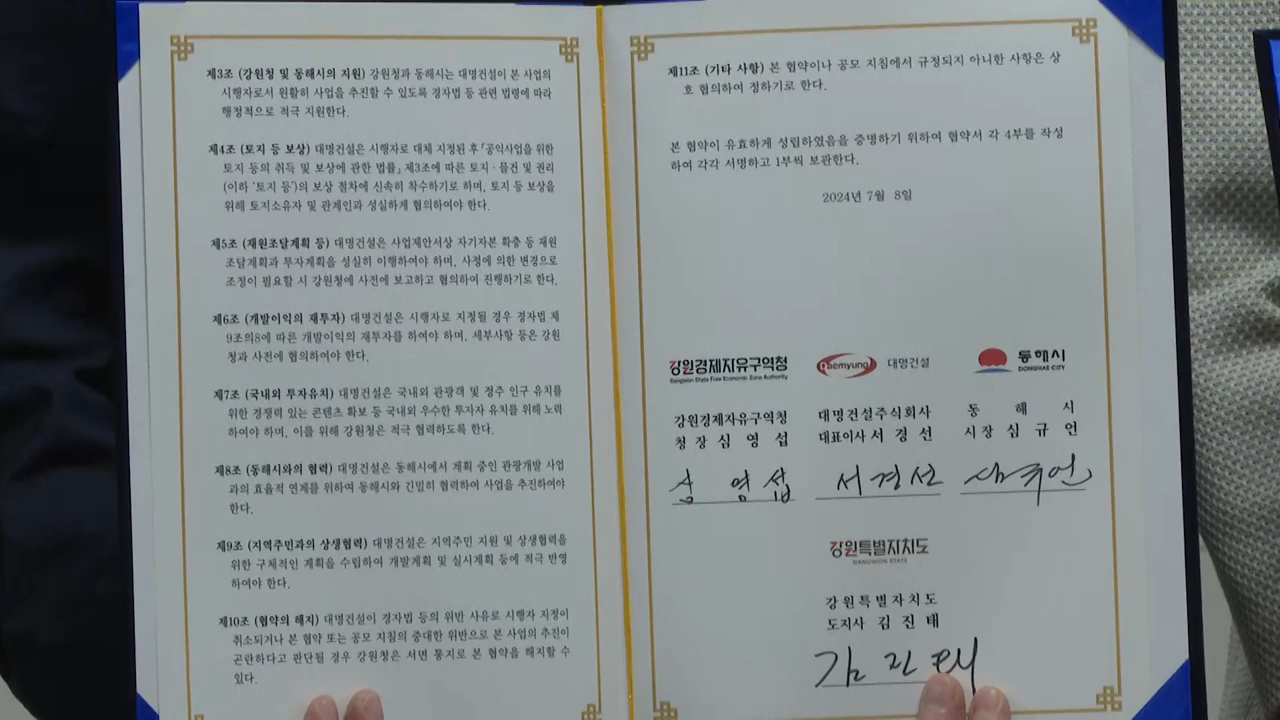 제3조 (강원청 및 동해시의 지원) 강원청과 동해시는 대명건설이 본 사업의
시행자로서 원활히 사업을 추진할 수 있도록 경자법 등 관련 법령에 따라
행정적으로 적극 지원한다.
제4조 (토지 등 보상) 대명건설은 시행자로 대체 지정된 후 「공익사업을 위한
토지 등의 취득 및 보상에 관한 법률」 제3조에 따른 토지·물건 및 권리
(이하 '토지 등')의 보상 절차에 신속히 착수하기로 하며, 토지 등 보상을
위해 토지소유자 및 관계인과 성실하게 협의하여야 한다.
제5조 (재원조달계획 등) 대명건설은 사업제안서상 자기자본 확충 등 재원
조달계획과 투자계획을 성실히 이행하여야 하며, 사정에 의한 변경으로
조정이 필요할 시 강원청에 사전에 보고하고 협의하여 진행하기로 한다.
제6조 (개발이익의 재투자) 대명건설은 시행자로 지정될 경우 경자법 제
9조의8에 따른 개발이익의 재투자를 하여야 하며, 세부사항 등은 강원
청과 사전에 협의하여야 한다.
제7조 (국내외 투자유치) 대명건설은 국내외 관광객 및 정주 인구 유치를
위한 경쟁력 있는 콘텐츠 확보 등 국내외 우수한 투자자 유치를 위해 노력
하여야 하며, 이를 위해 강원청은 적극 협력하도록 한다.
제8조 (동해시와의 협력) 대명건설은 동해시에서 계획 중인 관광개발 사업
과의 효율적 연계를 위하여 동해시와 긴밀히 협력하여 사업을 추진하여야
한다.
제9조 (지역주민과의 상생협력) 대명건설은 지역주민 지원 및 상생협력을
위한 구체적인 계획을 수립하여 개발계획 및 실시계획 등에 적극 반영
하여야 한다.
제10조 (협약의 해지) 대명건설이 경자법 등의 위반 사유로 시행자 지정이
취소되거나 본 협약 또는 공모 지침의 중대한 위반으로 본 사업의 추진이
곤란하다고 판단될 경우 강원청은 서면 통지로 본 협약을 해지할 수
있다.
제11조 (기타 사항) 본 협약이나 공모 지침에서 규정되지 아니한 사항은 상
호 협의하여 정하기로 한다.
본 협약이 유효하게 성립하였음을 증명하기 위하여 협약서 각 4부를 작성
하여 각각 서명하고 1부씩 보관한다.
2024년 7월 8일
강원경제자유구역청 Daemyung 대명건설 동해시
Gangwon State Free Economic Zone Authority DONGHAE CITY
강원경제자유구역청 대명건설주식회사 동 해 시
청 장 심 영 섭 대표이사 서 경 선 시 장 심 규 언
심 영 섭 서경선 심규언
강원특별자치도
GANGWON STATE
강원특별자치도
도지사 김 진 태
김 진 태